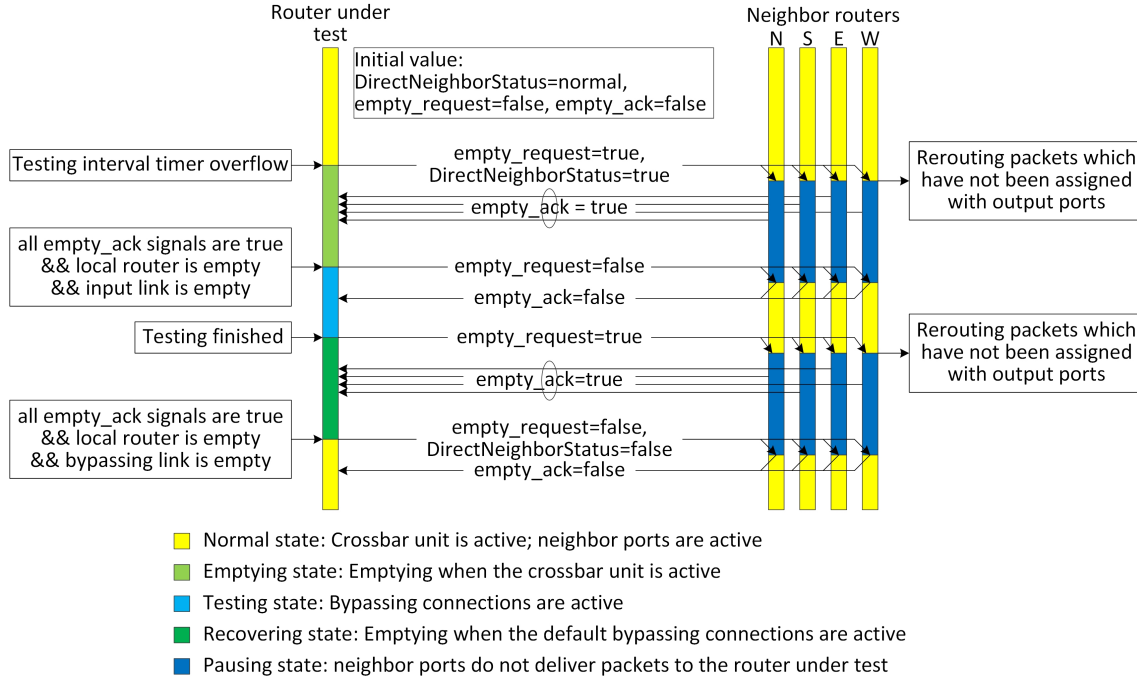 Router under
test
Neighbor routers
N S E W
Initial value:
DirectNeighborStatus=normal,
empty_request=false, empty_ack=false
Testing interval timer overflow
empty_request=true,
DirectNeighborStatus=true
Rerouting packets which
have not been assigned
with output ports
empty_ack = true
all empty_ack signals are true
&& local router is empty
&& input link is empty
empty_request=false
empty_ack=false
Testing finished
empty_request=true
Rerouting packets which
have not been assigned
with output ports
empty_ack=true
all empty_ack signals are true
&& local router is empty
&& bypassing link is empty
empty_request=false,
DirectNeighborStatus=false
empty_ack=false
Normal state: Crossbar unit is active; neighbor ports are active
Emptying state: Emptying when the crossbar unit is active
Testing state: Bypassing connections are active
Recovering state: Emptying when the default bypassing connections are active
Pausing state: neighbor ports do not deliver packets to the router under test